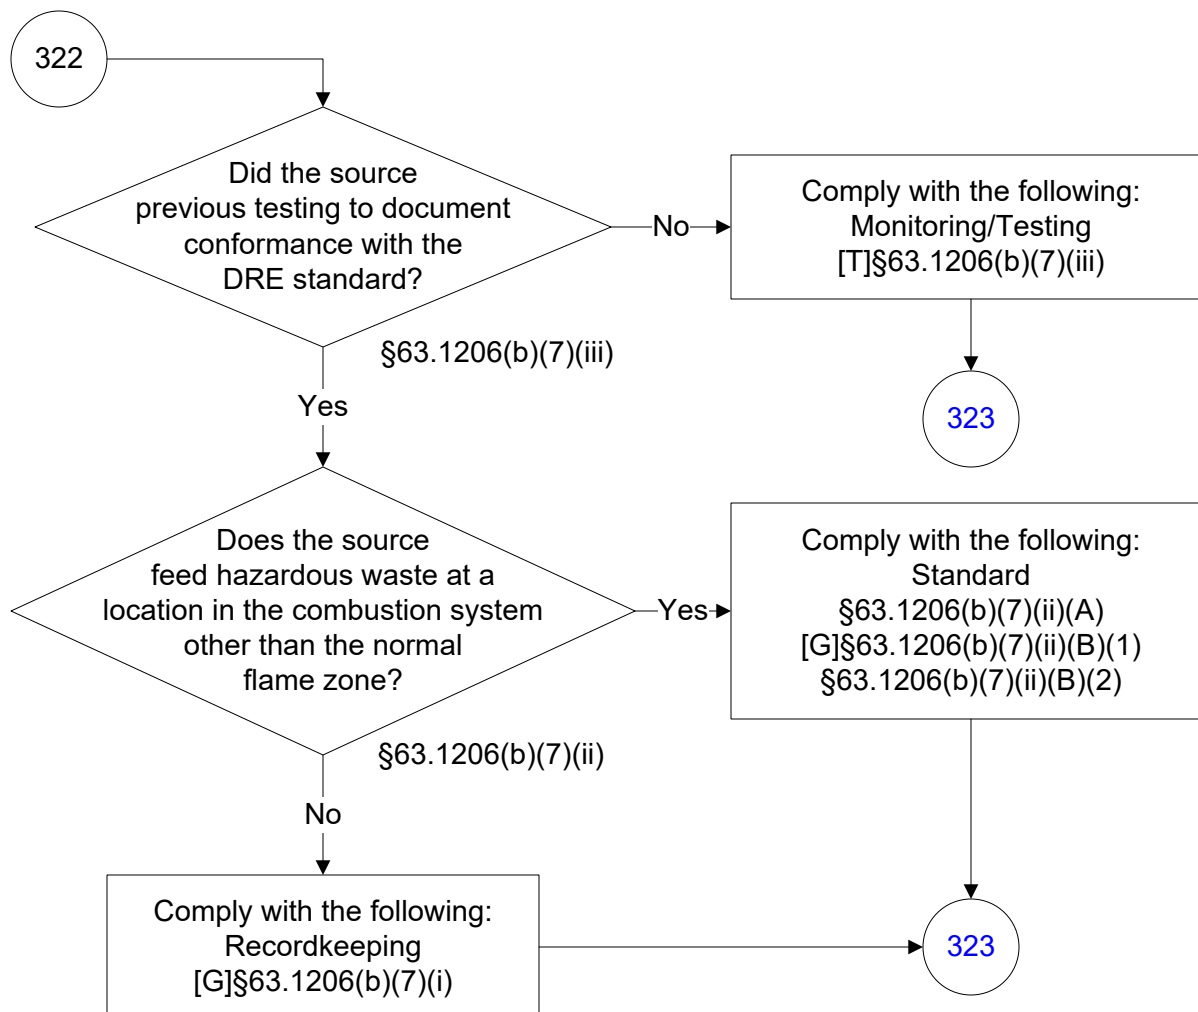 322
Did the source
previous testing to document
conformance with the
DRE standard?
No
Comply with the following:
Monitoring/Testing
[T]§63.1206(b)(7)(iii)
§63.1206(b)(7)(iii)
Yes
323
Does the source
feed hazardous waste at a
location in the combustion system
other than the normal
flame zone?
Yes
Comply with the following:
Standard
§63.1206(b)(7)(ii)(A)
[G]§63.1206(b)(7)(ii)(B)(1)
§63.1206(b)(7)(ii)(B)(2)
§63.1206(b)(7)(ii)
No
Comply with the following:
Recordkeeping
[G]§63.1206(b)(7)(i)
323